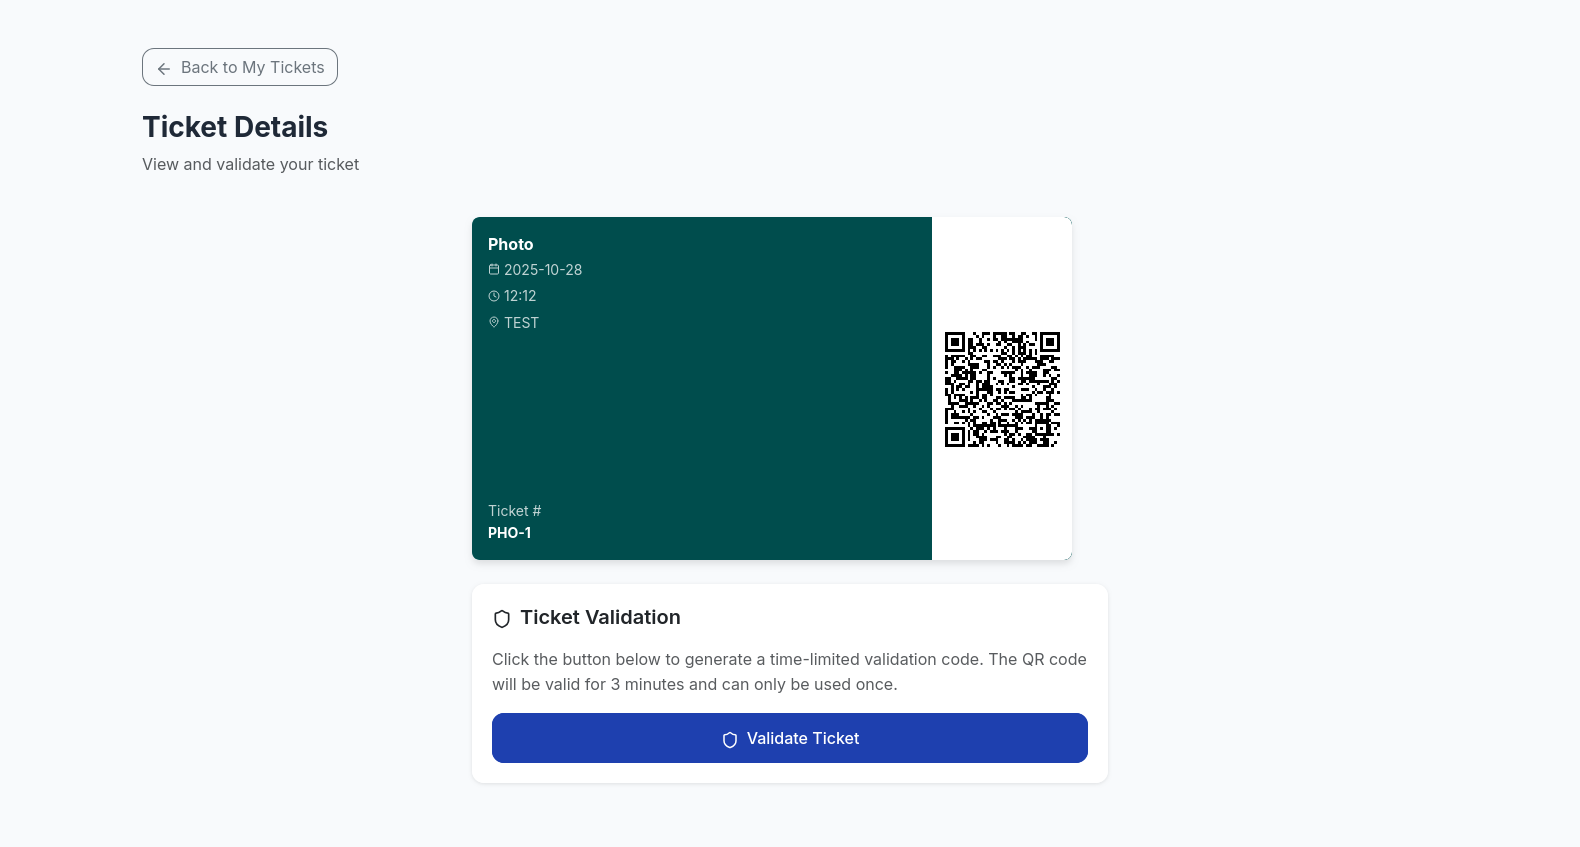 Back to My Tickets
Ticket Details
View and validate your ticket
Photo
2025-10-28
12:12
TEST
Ticket #
PHO-1
Ticket Validation
Click the button below to generate a time-limited validation code. The QR code
will be valid for 3 minutes and can only be used once.
Validate Ticket